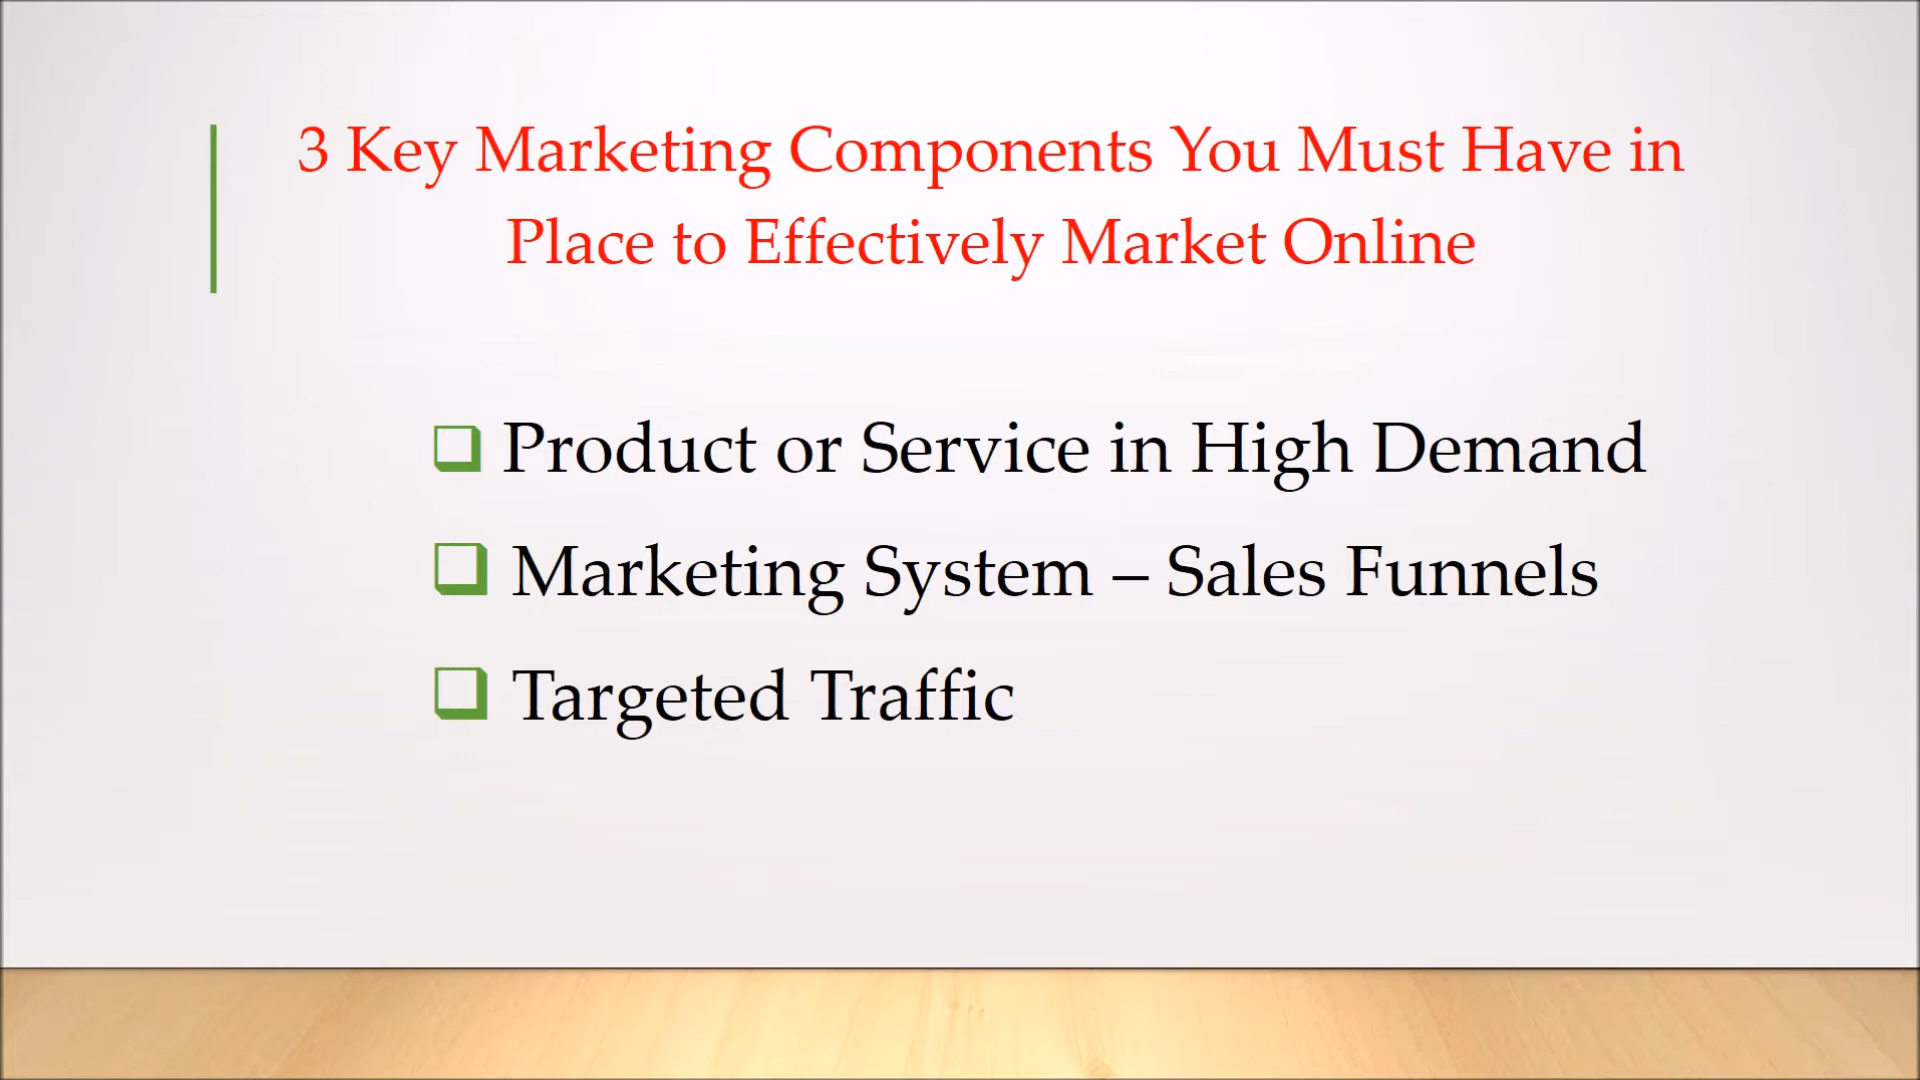 3 Key Marketing Components You Must Have in
Place to Effectively Market Online
Product or Service in High Demand
Marketing System – Sales Funnels
Targeted Traffic